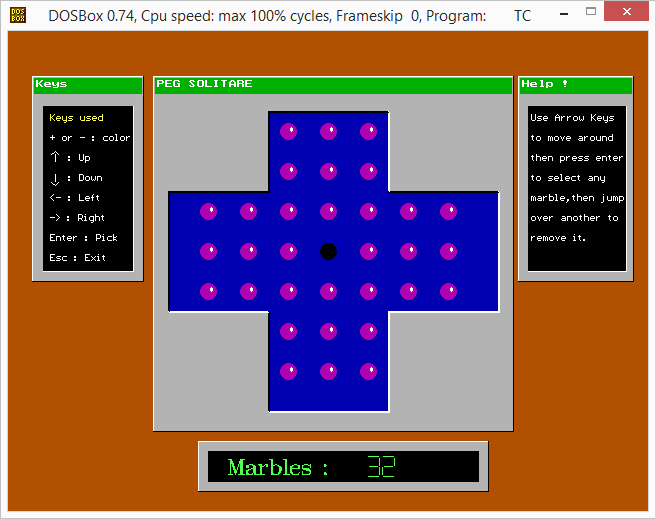 DOS BOX
DOSBox 0.74, Cpu speed: max 100% cycles, Frameskip 0, Program: TC
Keys
Keys used
+ or - : color
↑ : Up
↓ : Down
<- : Left
-> : Right
Enter : Pick
Esc : Exit
PEG SOLITARE
Help !
Use Arrow Keys
to move around
then press enter
to select any
marble,then jump
over another to
remove it.
Marbles : 32